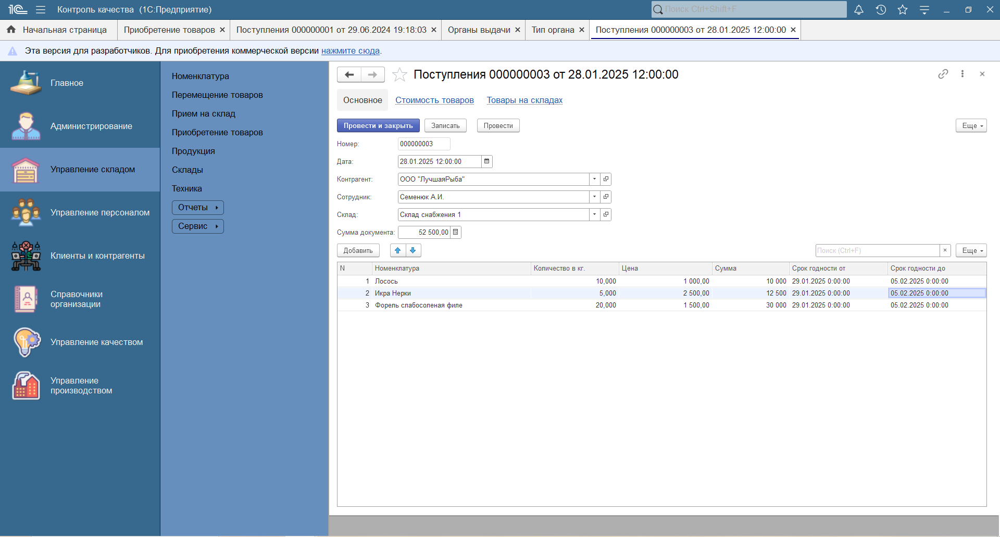 1С Контроль качества (1С:Предприятие) Поиск Ctrl+Shift+F
Начальная страница Приобретение товаров Поступления 000000001 от 29.06.2024 19:18:03 Органы выдачи Тип органа Поступления 000000003 от 28.01.2025 12:00:00
Эта версия для разработчиков. Для приобретения коммерческой версии нажмите сюда.
Главное
Администрирование
Управление складом
Управление персоналом
Клиенты и контрагенты
Справочники
организации
Управление качеством
Управление
производством
Номенклатура
Перемещение товаров
Прием на склад
Приобретение товаров
Продукция
Склады
Техника
Отчеты
Сервис
Поступления 000000003 от 28.01.2025 12:00:00
Основное Стоимость товаров Товары на складах
Провести и закрыть Записать Провести Еще
Номер: 000000003
Дата: 28.01.2025 12:00:00
Контрагент: ООО "ЛучшаяРыба"
Сотрудник: Семенюк А.И.
Склад: Склад снабжения 1
Сумма документа: 52 500,00
Добавить Поиск (Ctrl+F) Еще
N Номенклатура Количество в кг. Цена Сумма Срок годности от Срок годности до
1 Лосось 10,000 1 000,00 10 000 29.01.2025 0:00:00 05.02.2025 0:00:00
2 Икра Нерки 5,000 2 500,00 12 500 29.01.2025 0:00:00 05.02.2025 0:00:00
3 Форель слабосоленая филе 20,000 1 500,00 30 000 29.01.2025 0:00:00 05.02.2025 0:00:00